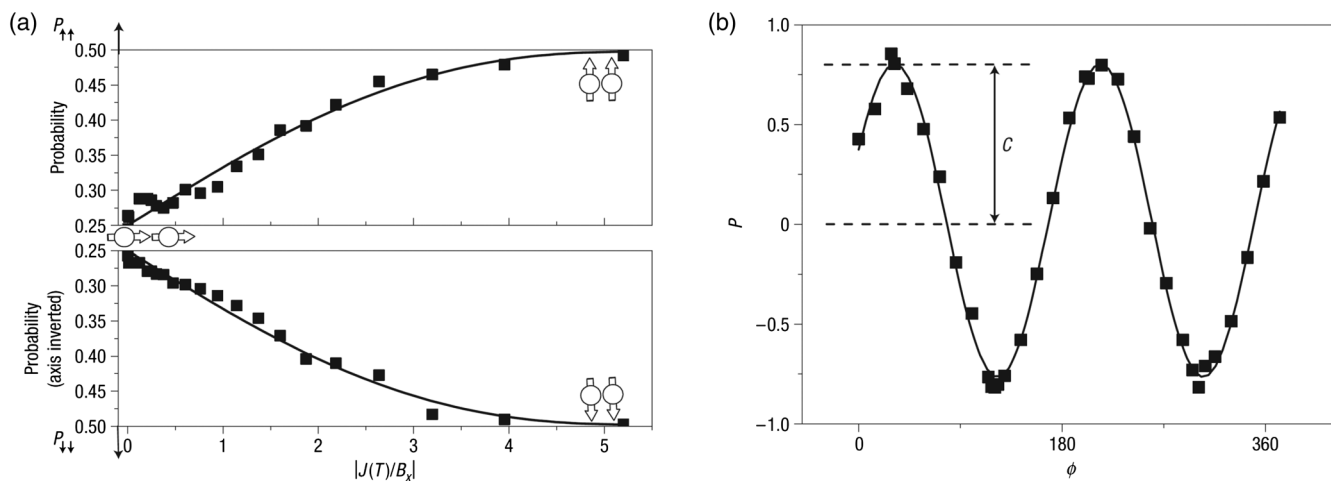 (a)
P↑↑
0.50
0.45
0.40
0.35
0.30
0.25
Probability
0.25
0.30
0.35
0.40
0.45
0.50
Probability
(axis inverted)
P↓↓
0 1 2 3 4 5
|J(T)/Bx|
(b)
1.0
0.5
0
−0.5
−1.0
P
C
0 180 360
ϕ